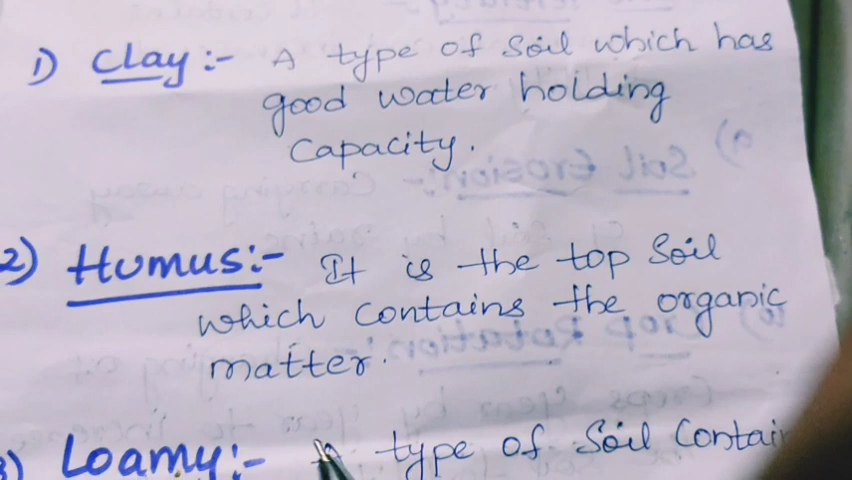 1) Clay:- A type of Soil which has
good water holding
Capacity.
2) Humus:- It is the top Soil
which contains the organic
matter.
3) Loamy:- A type of Soil Contain